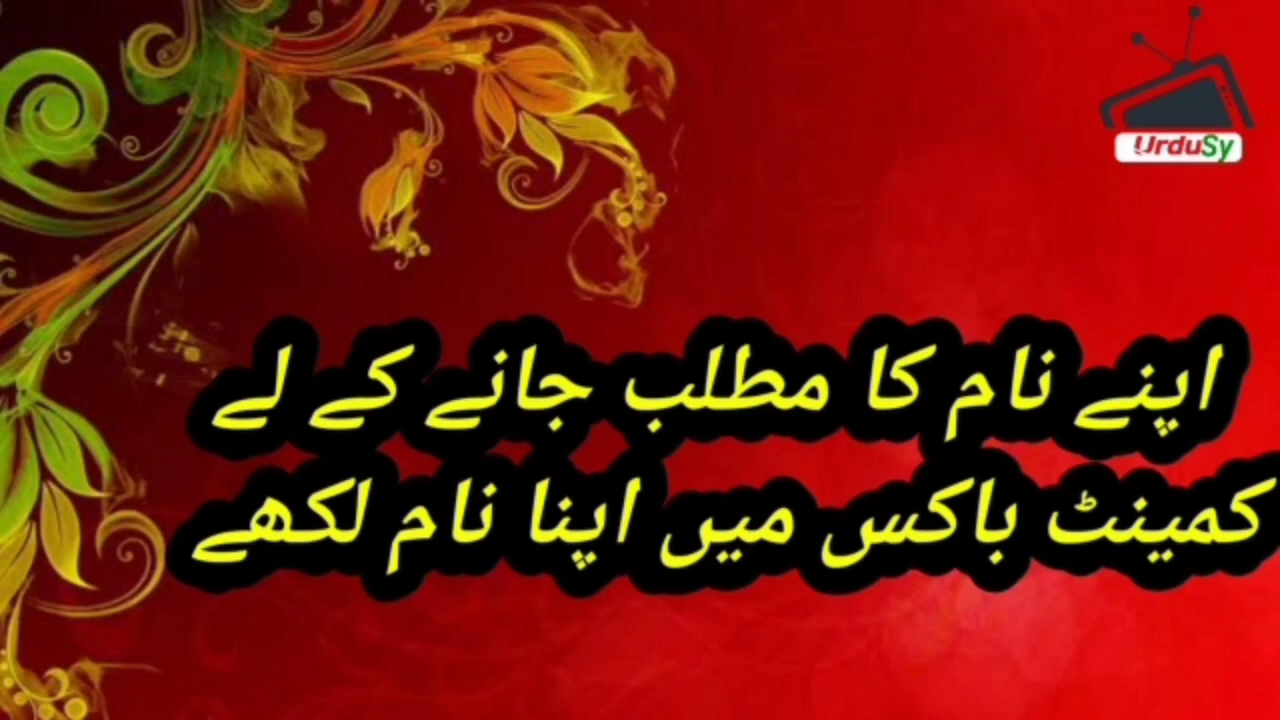 UrduSy
اپنے نام کا مطلب جانے کے لے
کمینٹ باکس میں اپنا نام لکھے